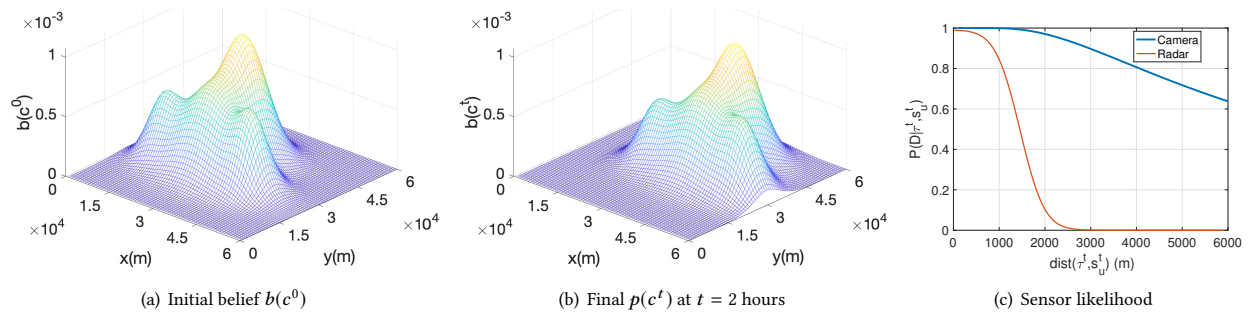 ×10⁻³
1
0.5
0
b(c⁰)
0
1.5
3
4.5
6
×10⁴
x(m)
0
1.5
3
4.5
6
×10⁴
y(m)
(a) Initial belief b(c⁰)
×10⁻³
1
0.5
0
b(cᵗ)
0
1.5
3
4.5
6
×10⁴
x(m)
0
1.5
3
4.5
6
×10⁴
y(m)
(b) Final p(cᵗ) at t = 2 hours
1
0.8
0.6
0.4
0.2
0
P(D|τᵗ,sᵤᵗ)
Camera
Radar
0 1000 2000 3000 4000 5000 6000
dist(τᵗ,sᵤᵗ) (m)
(c) Sensor likelihood